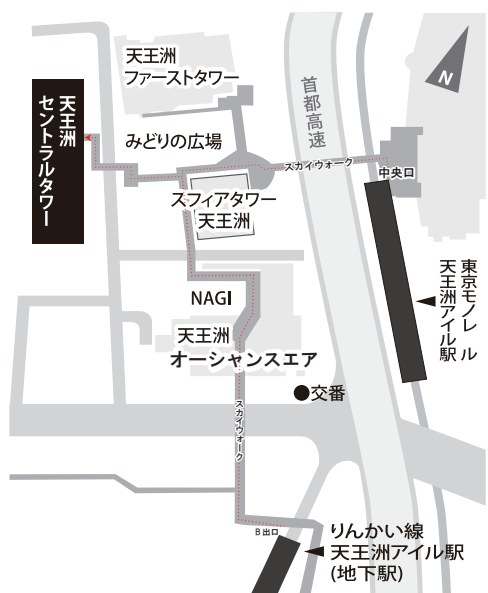 天王洲
ファーストタワー
首都高速
N
天王洲
セントラルタワー
みどりの広場
スカイウォーク
中央口
スフィアタワー
天王洲
東京モノレール
天王洲アイル駅
NAGI
天王洲
オーシャンスエア
●交番
スカイウォーク
B出口
りんかい線
天王洲アイル駅
(地下駅)